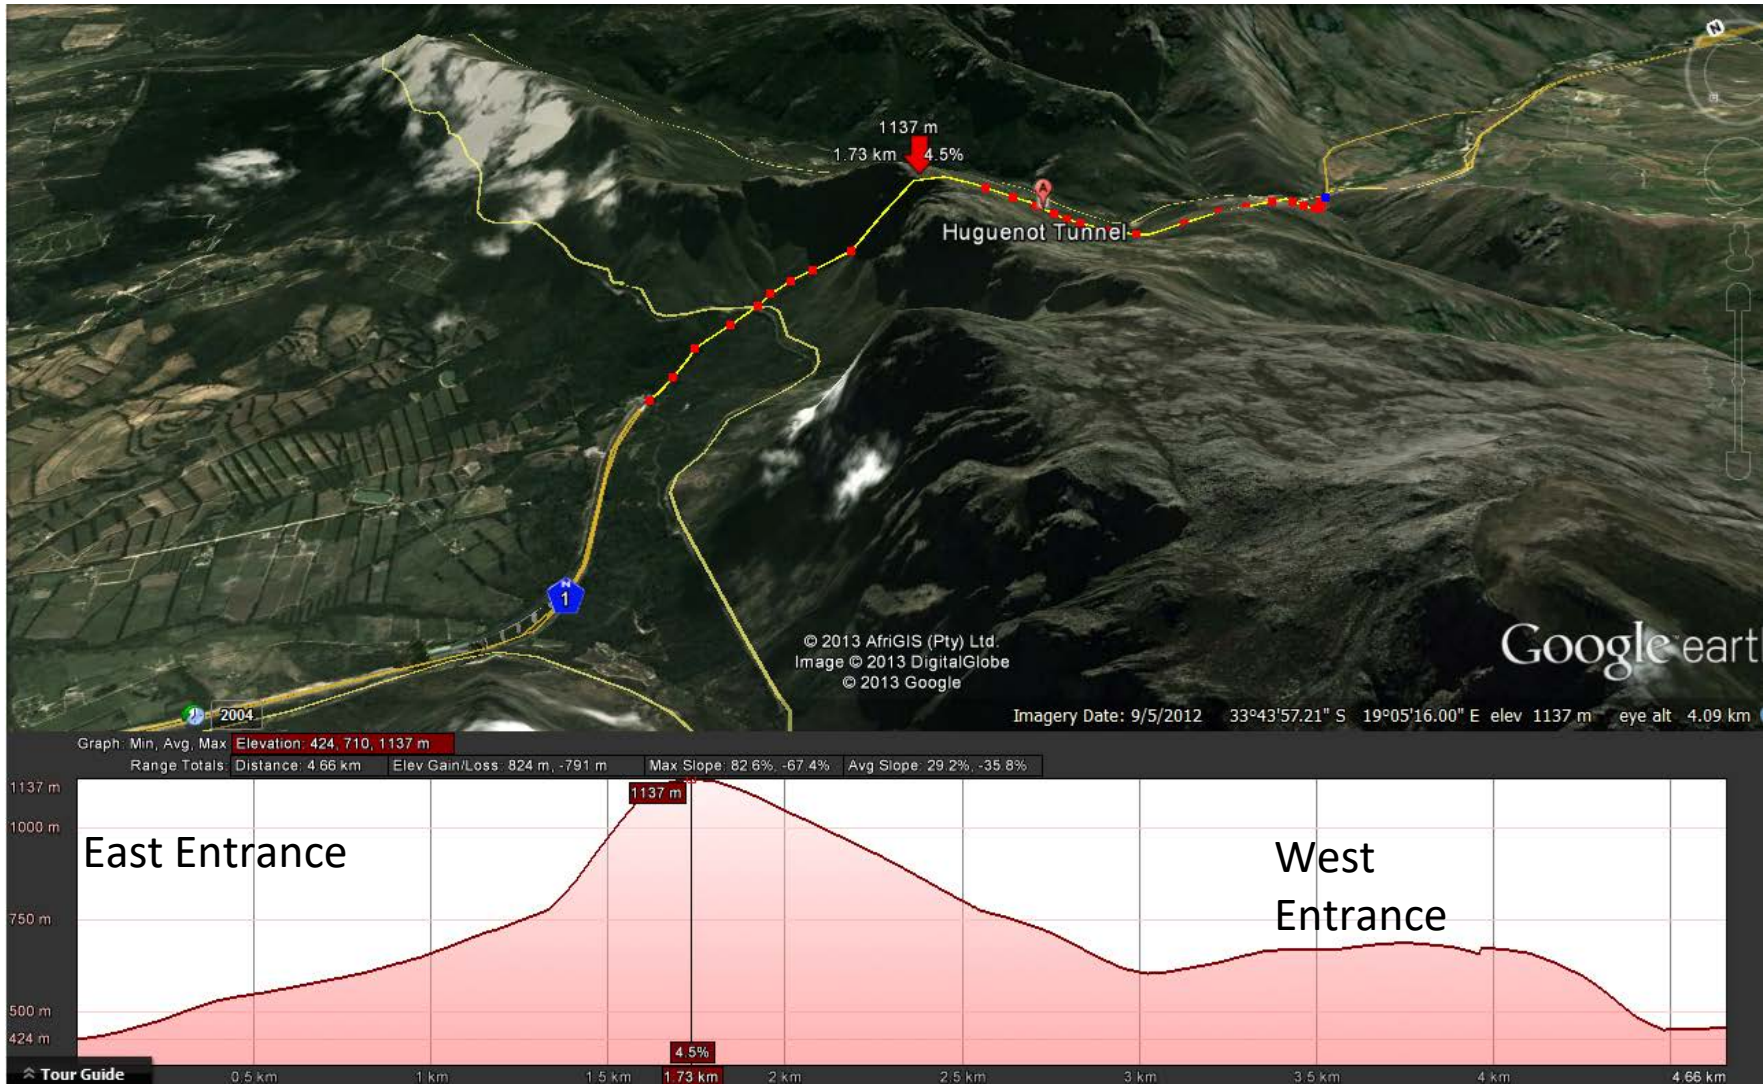 N
1137 m
1.73 km 4.5%
A
Huguenot Tunnel
N
1
© 2013 AfriGIS (Pty) Ltd.
Image © 2013 DigitalGlobe
© 2013 Google
Google earth
2004
Imagery Date: 9/5/2012 33°43'57.21" S 19°05'16.00" E elev 1137 m eye alt 4.09 km
Graph: Min, Avg, Max Elevation: 424, 710, 1137 m
Range Totals: Distance: 4.66 km Elev Gain/Loss: 824 m, -791 m Max Slope: 82.6%, -67.4% Avg Slope: 29.2%, -35.8%
1137 m
1137 m
1000 m
East Entrance
West
Entrance
750 m
500 m
424 m
4.5%
Tour Guide
0.5 km 1 km 1.5 km 1.73 km 2 km 2.5 km 3 km 3.5 km 4 km 4.66 km